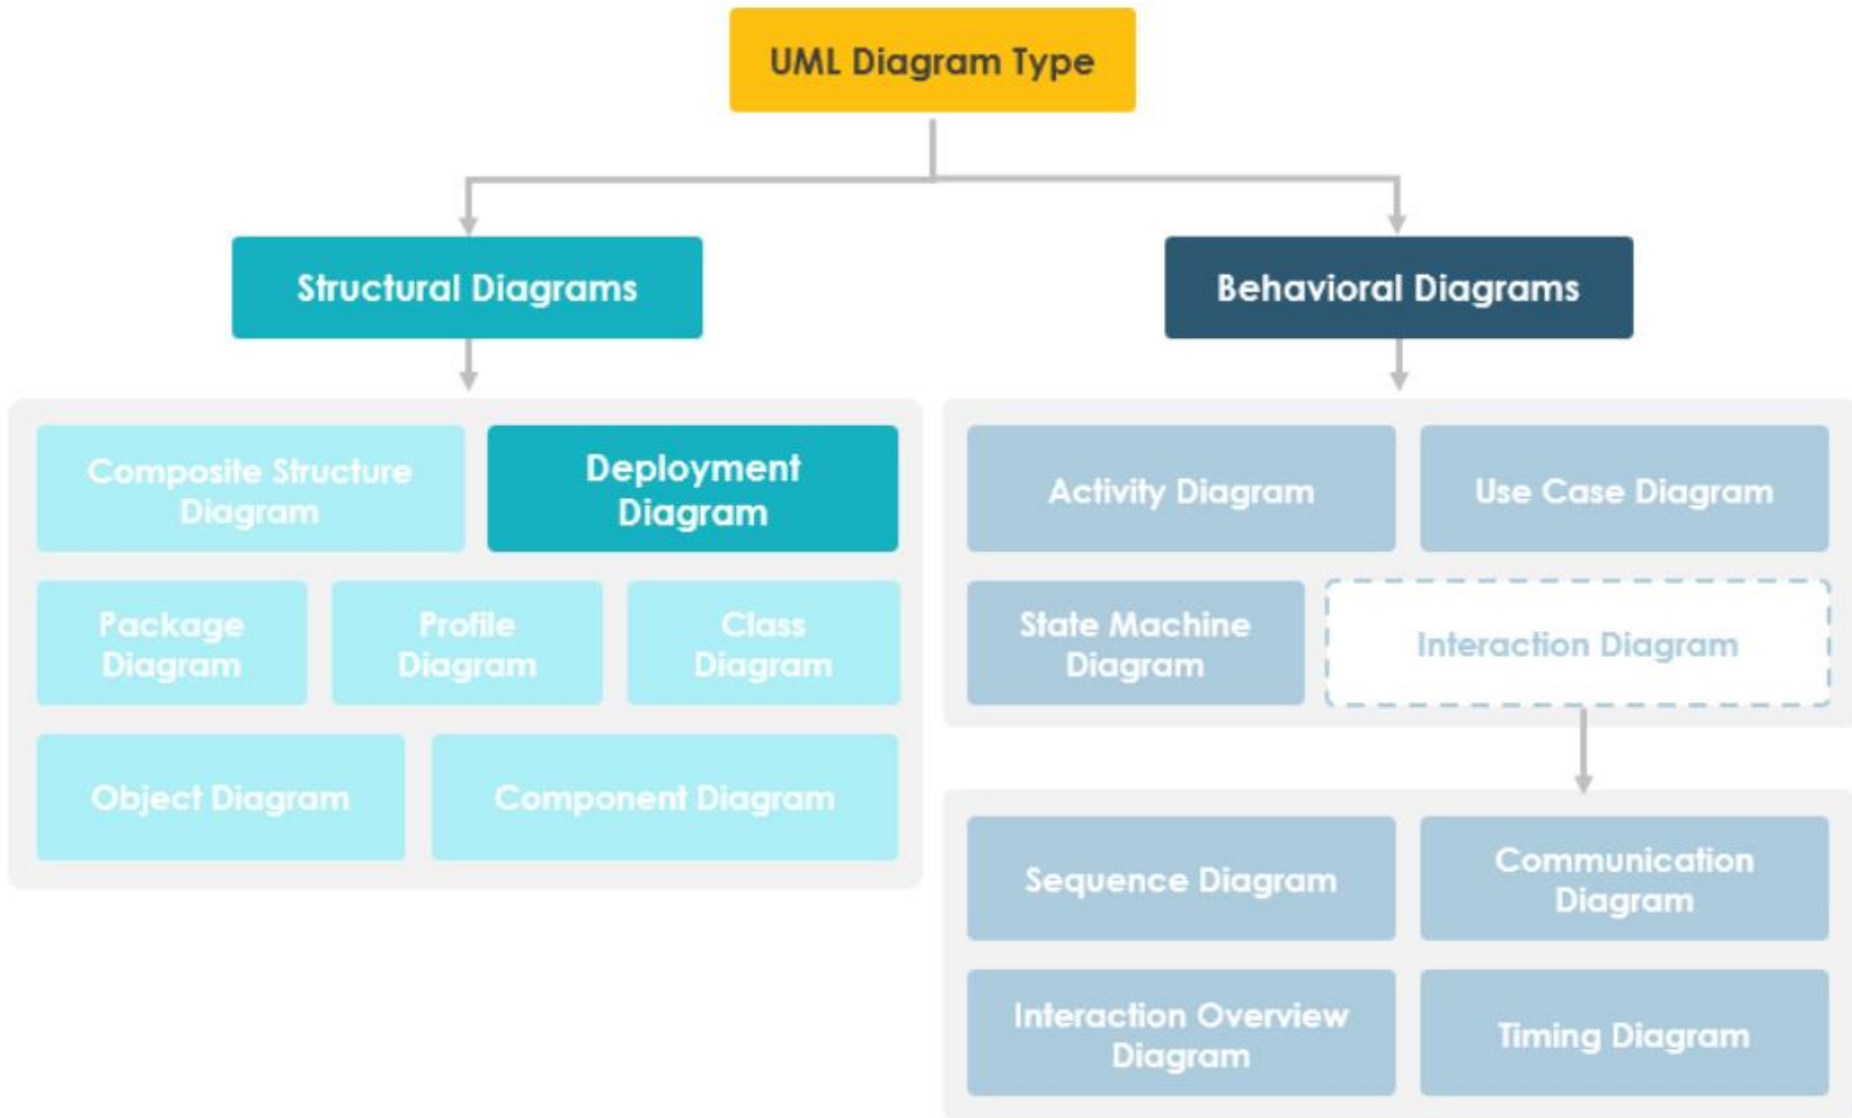 UML Diagram Type
Structural Diagrams
Behavioral Diagrams
Composite Structure
Diagram
Deployment
Diagram
Package
Diagram
Profile
Diagram
Class
Diagram
Object Diagram
Component Diagram
Activity Diagram
Use Case Diagram
State Machine
Diagram
Interaction Diagram
Sequence Diagram
Communication
Diagram
Interaction Overview
Diagram
Timing Diagram